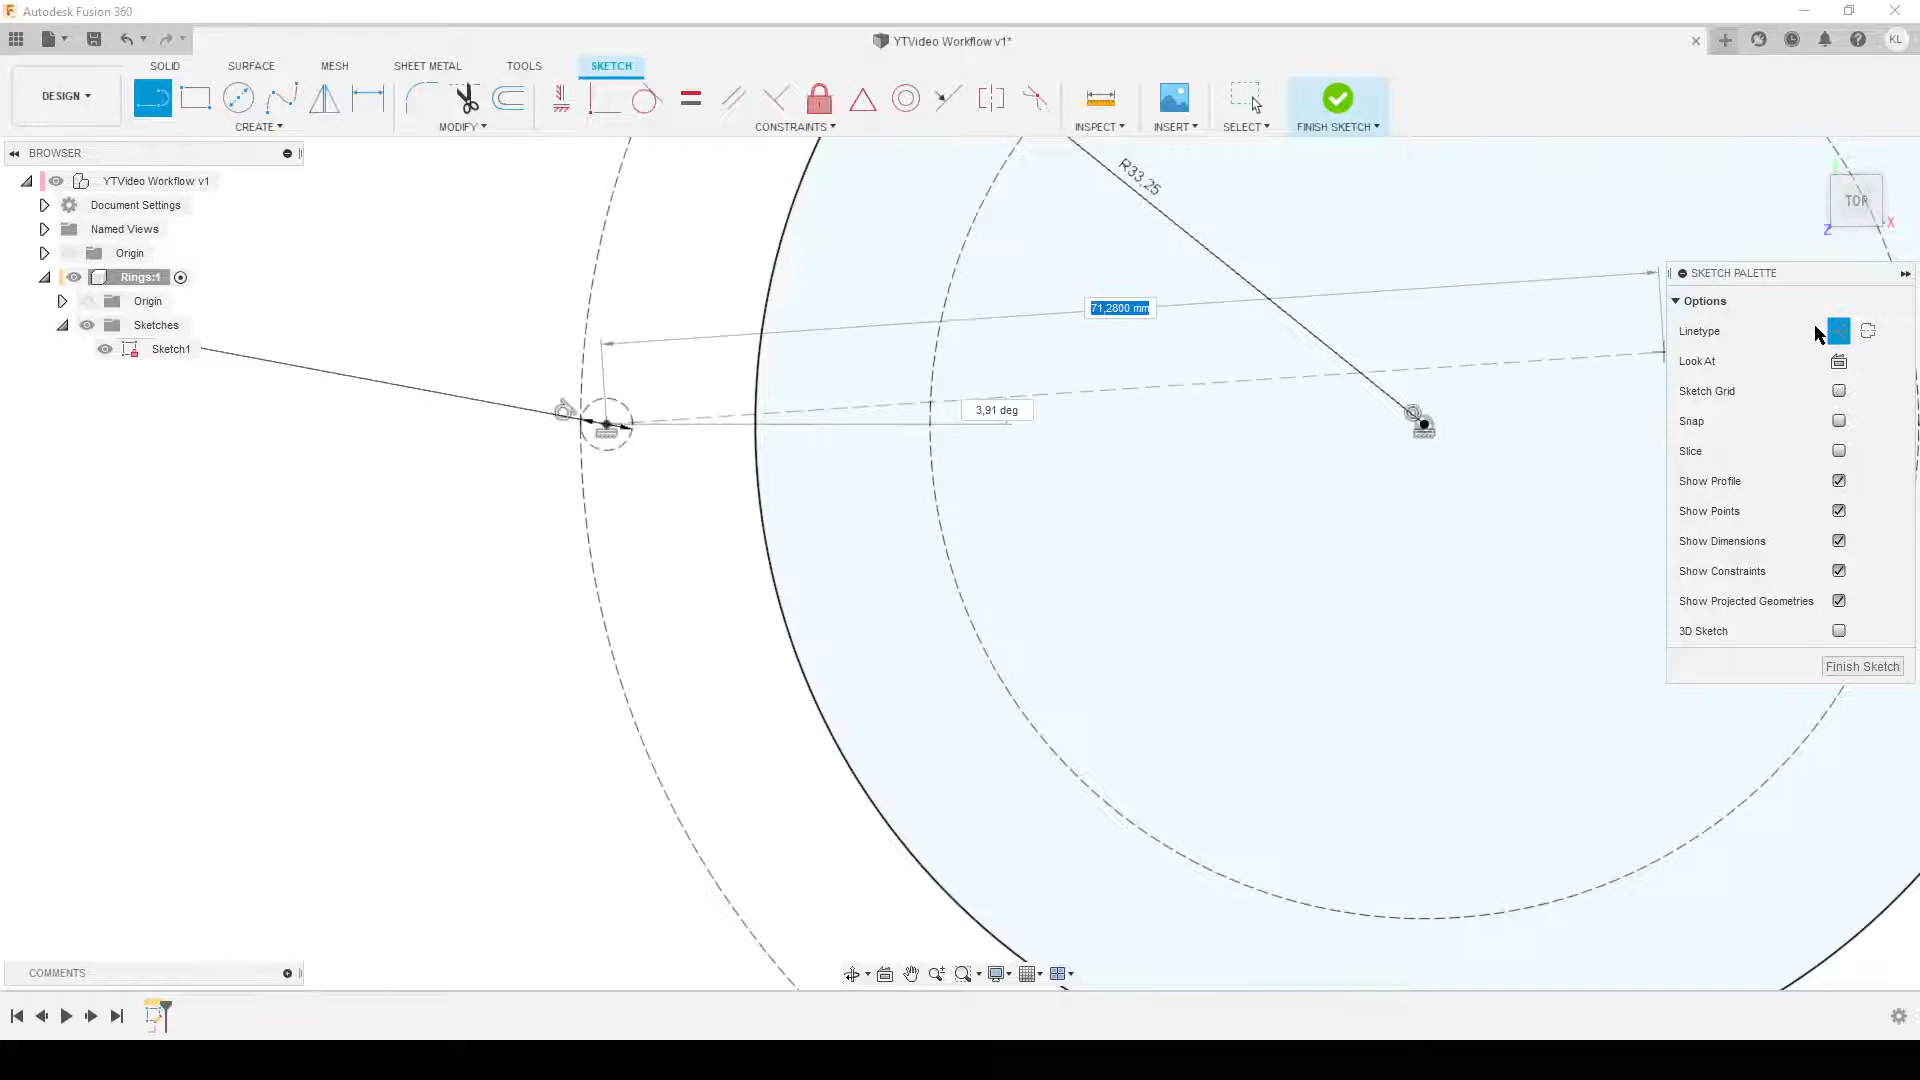 Autodesk Fusion 360
YTVideo Workflow v1*
KL
DESIGN
SOLID
SURFACE
MESH
SHEET METAL
TOOLS
SKETCH
CREATE
MODIFY
CONSTRAINTS
INSPECT
INSERT
SELECT
FINISH SKETCH
BROWSER
YTVideo Workflow v1
Document Settings
Named Views
Origin
Rings:1
Origin
Sketches
Sketch1
R33,25
71,2800 mm
3,91 deg
TOP
X
Z
SKETCH PALETTE
Options
Linetype
Look At
Sketch Grid
Snap
Slice
Show Profile
Show Points
Show Dimensions
Show Constraints
Show Projected Geometries
3D Sketch
Finish Sketch
COMMENTS